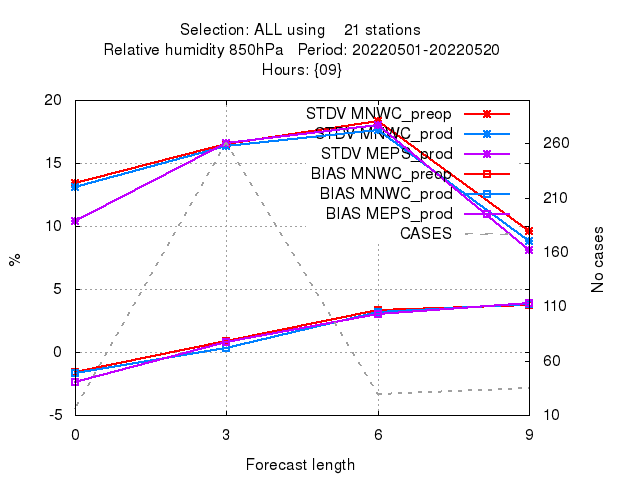 Selection: ALL using 21 stations
Relative humidity 850hPa Period: 20220501-20220520
Hours: {09}
20
15
10
5
0
-5
%
STDV MNWC_preop
STDV MNWC_prod
STDV MEPS_prod
BIAS MNWC_preop
BIAS MNWC_prod
BIAS MEPS_prod
CASES
260
210
160
110
60
10
No cases
0 3 6 9
Forecast length